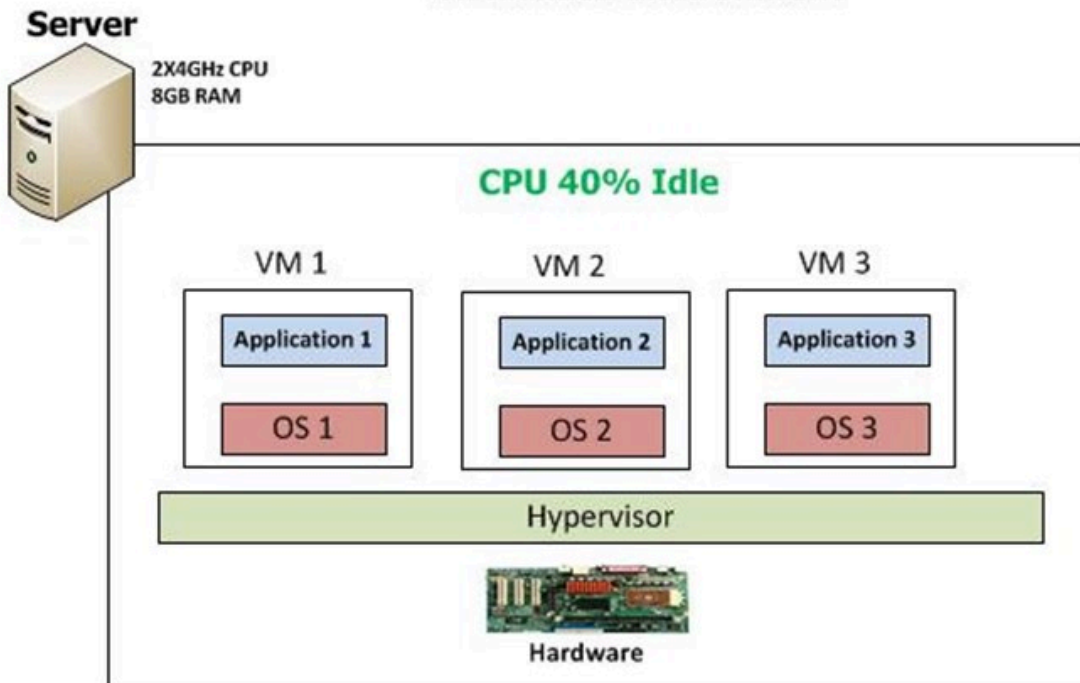 Server
2X4GHz CPU
8GB RAM
CPU 40% Idle
VM 1
VM 2
VM 3
Application 1
Application 2
Application 3
OS 1
OS 2
OS 3
Hypervisor
Hardware